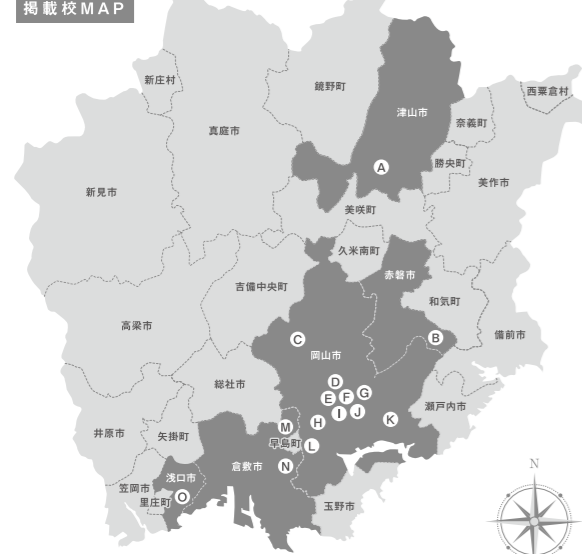 掲載校MAP
新庄村
鏡野町
西粟倉村
津山市
奈義町
真庭市
勝央町
A
美作市
新見市
美咲町
久米南町
赤磐市
吉備中央町
和気町
高梁市
備前市
B
C
岡山市
総社市
D
E
F
G
瀬戸内市
I
J
H
K
M
井原市
矢掛町
早島町
L
浅口市
倉敷市
N
笠岡市
里庄町
O
玉野市
N